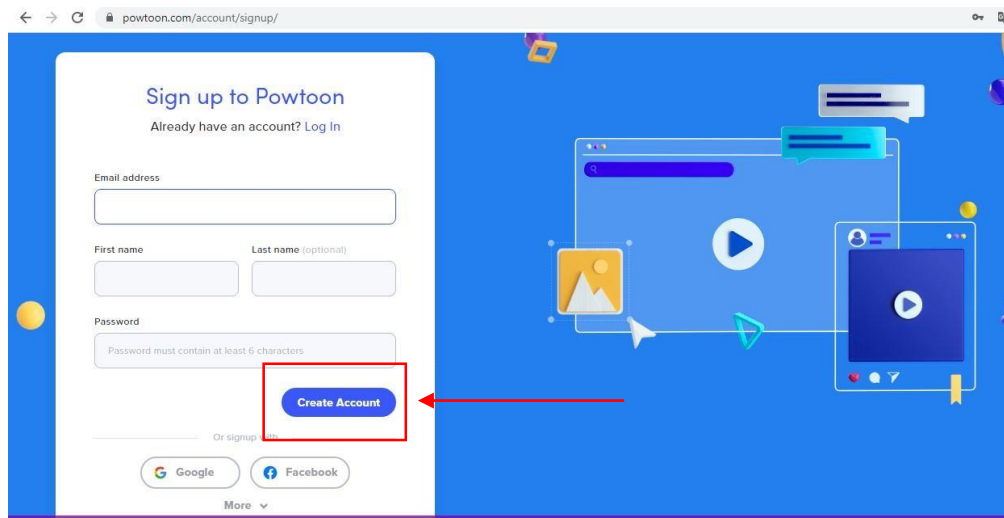 powtoon.com/account/signup/
Sign up to Powtoon
Already have an account? Log In
Email address
First name
Last name (optional)
Password
Password must contain at least 6 characters
Create Account
Or signup with
Google
Facebook
More